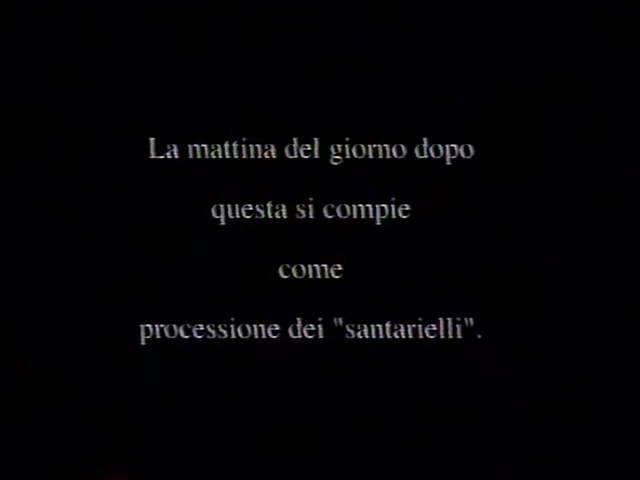 La mattina del giorno dopo
questa si compie
come
processione dei "santarielli".